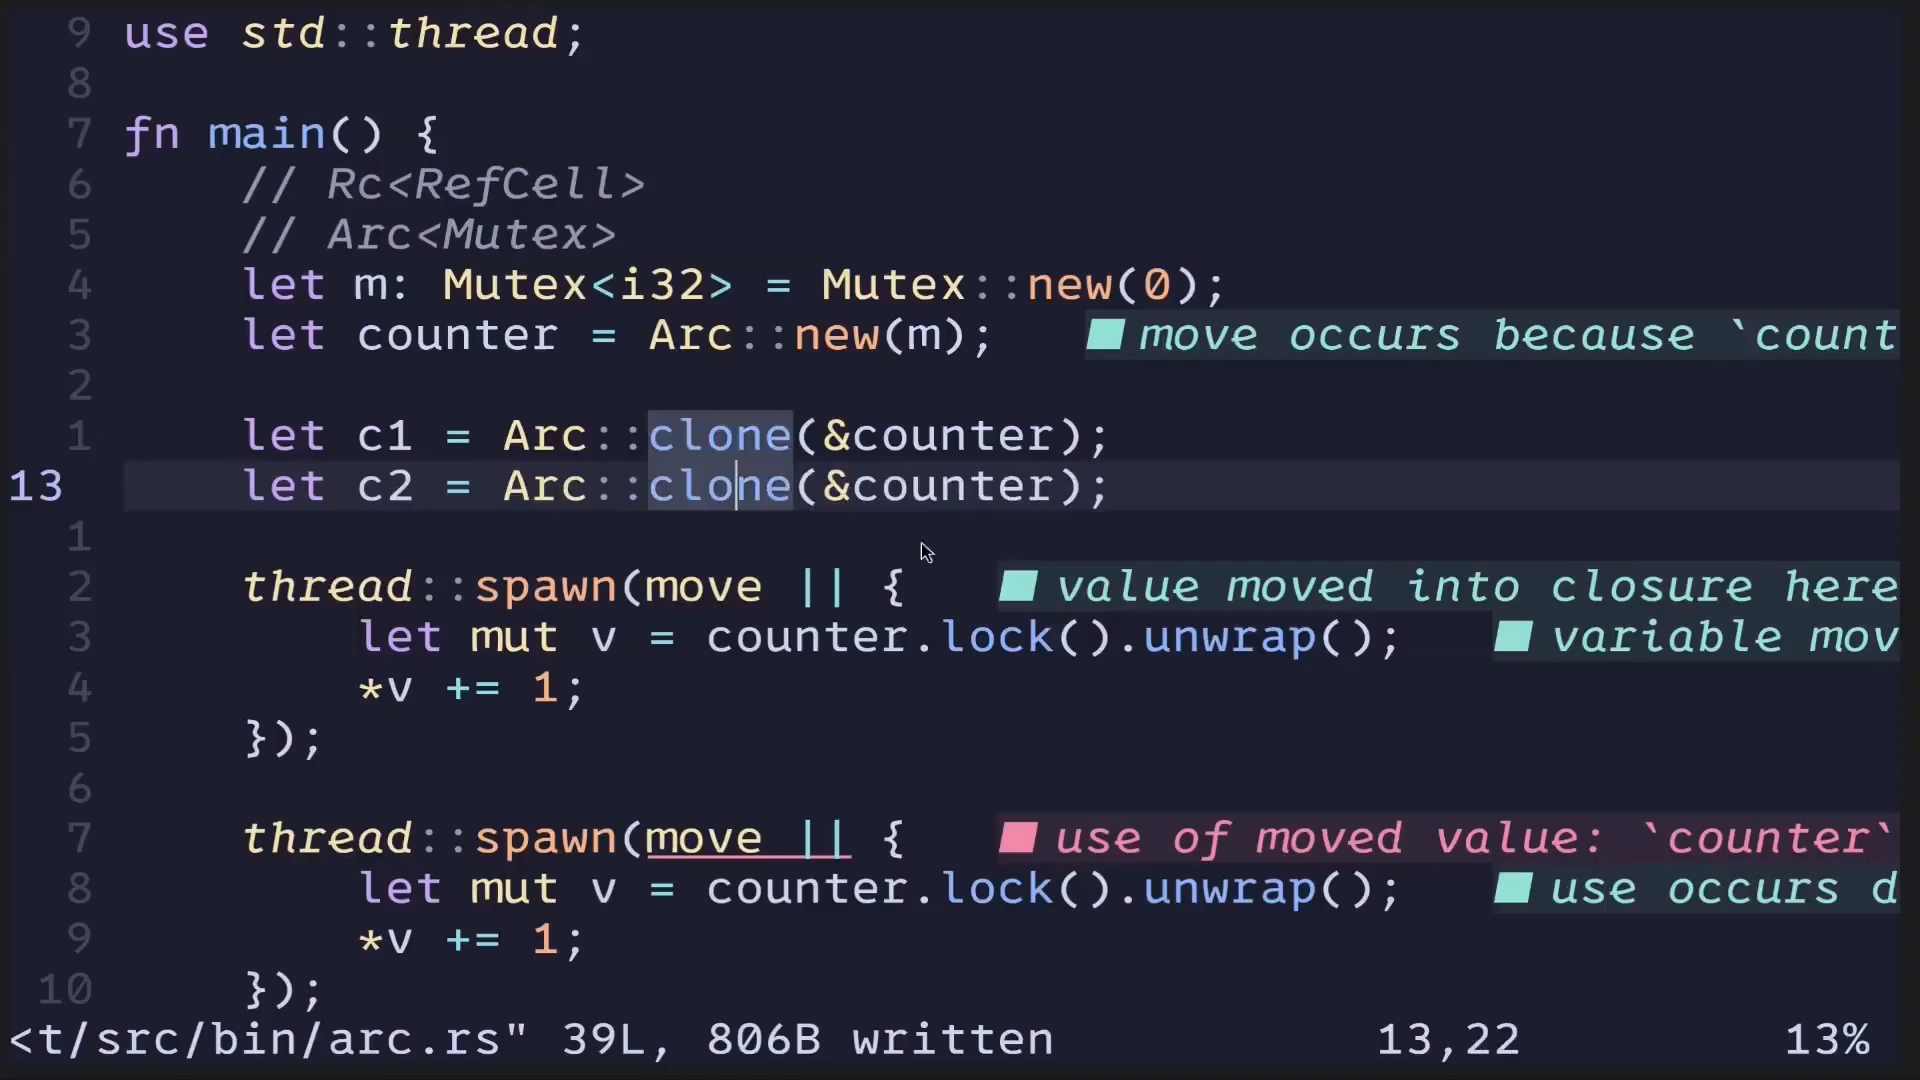 9 use std::thread;
8
7 fn main() {
6     // Rc<RefCell>
5     // Arc<Mutex>
4     let m: Mutex<i32> = Mutex::new(0);
3     let counter = Arc::new(m);   ■ move occurs because `count
2
1     let c1 = Arc::clone(&counter);
13     let c2 = Arc::clone(&counter);
1
2     thread::spawn(move || {   ■ value moved into closure here
3         let mut v = counter.lock().unwrap();   ■ variable mov
4         *v += 1;
5     });
6
7     thread::spawn(move || {   ■ use of moved value: `counter`
8         let mut v = counter.lock().unwrap();   ■ use occurs d
9         *v += 1;
10     });
<t/src/bin/arc.rs" 39L, 806B written 13,22 13%